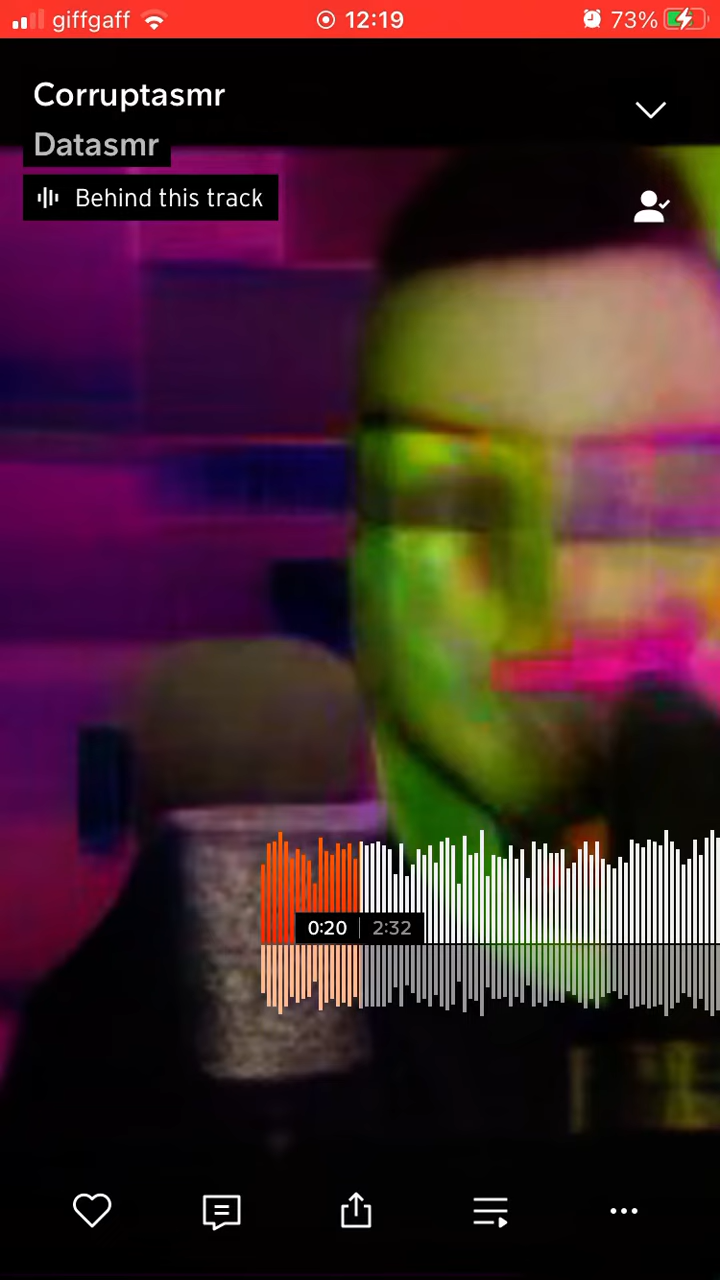 giffgaff 12:19 73%
Corruptasmr
Datasmr
Behind this track
0:20 2:32